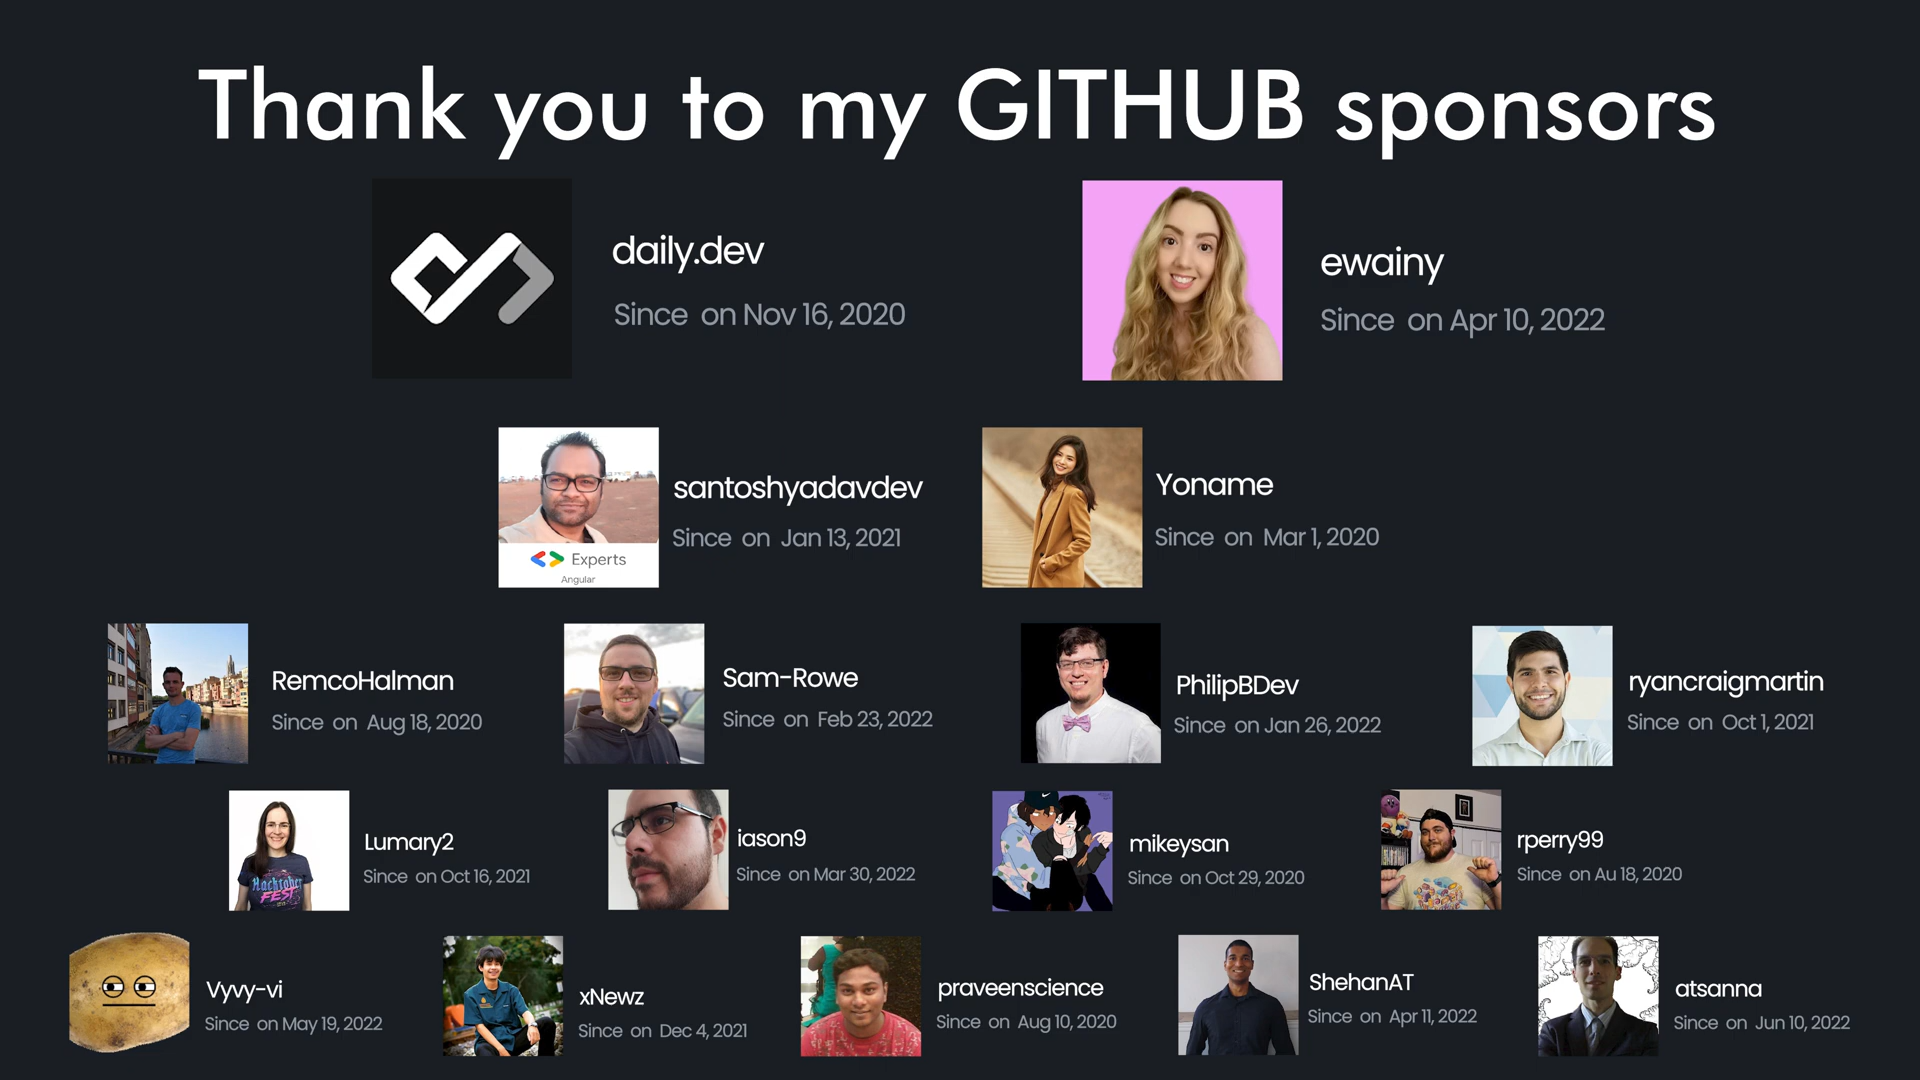 Thank you to my GITHUB sponsors
daily.dev
Since on Nov 16, 2020
ewainy
Since on Apr 10, 2022
santoshyadavdev
Since on Jan 13, 2021
Experts
Angular
Yoname
Since on Mar 1, 2020
RemcoHalman
Since on Aug 18, 2020
Sam-Rowe
Since on Feb 23, 2022
PhilipBDev
Since on Jan 26, 2022
ryancraigmartin
Since on Oct 1, 2021
Hacktober
FEST
Lumary2
Since on Oct 16, 2021
iason9
Since on Mar 30, 2022
mikeysan
Since on Oct 29, 2020
rperry99
Since on Au 18, 2020
Vyvy-vi
Since on May 19, 2022
xNewz
Since on Dec 4, 2021
praveenscience
Since on Aug 10, 2020
ShehanAT
Since on Apr 11, 2022
atsanna
Since on Jun 10, 2022